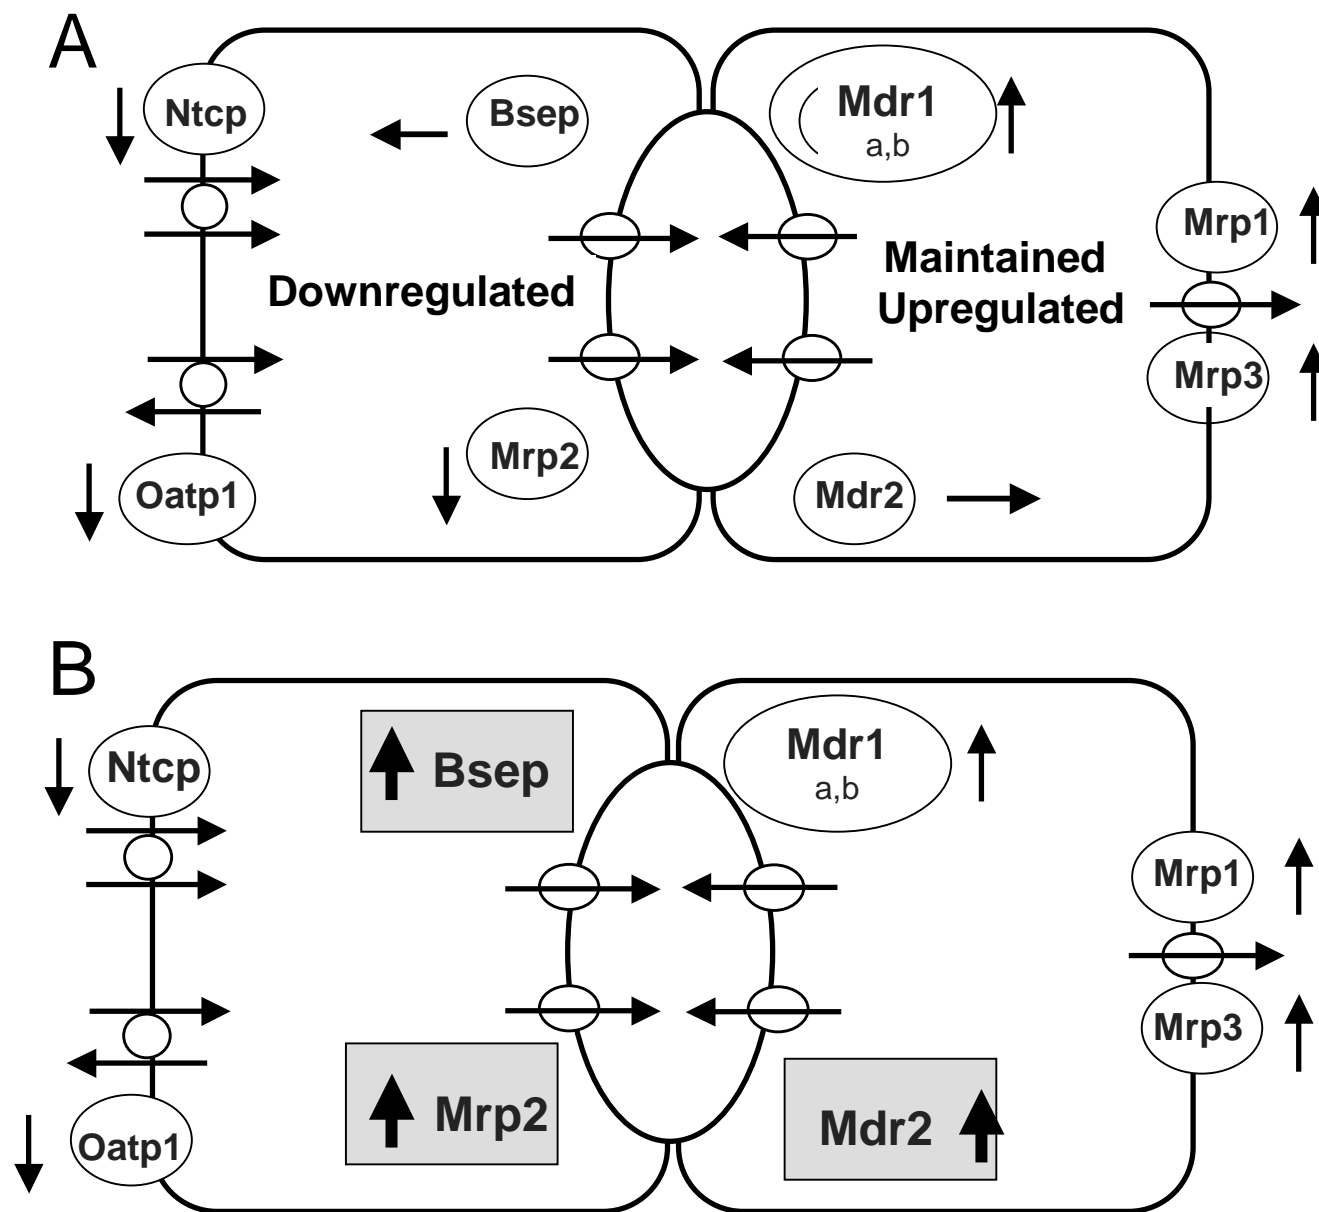 A
Ntcp
Bsep
Mdr1
a,b
Mrp1
Downregulated
Maintained
Upregulated
Mrp3
Oatp1
Mrp2
Mdr2
B
Ntcp
Bsep
Mdr1
a,b
Mrp1
Mrp3
Oatp1
Mrp2
Mdr2